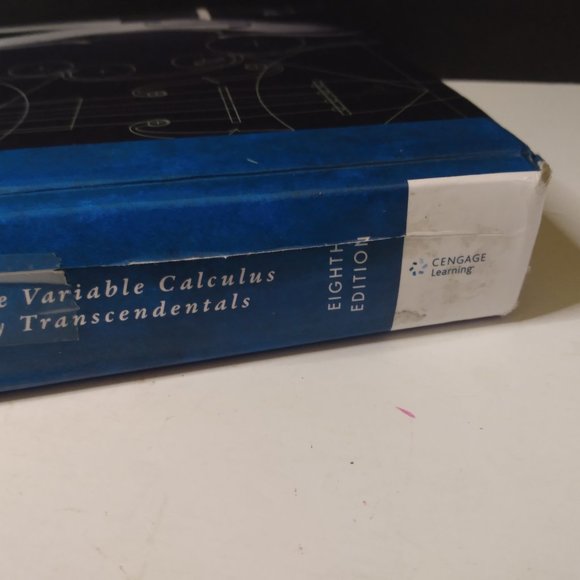 e Variable Calculus
y Transcendentals
EIGHTH
EDITION
CENGAGE
Learning